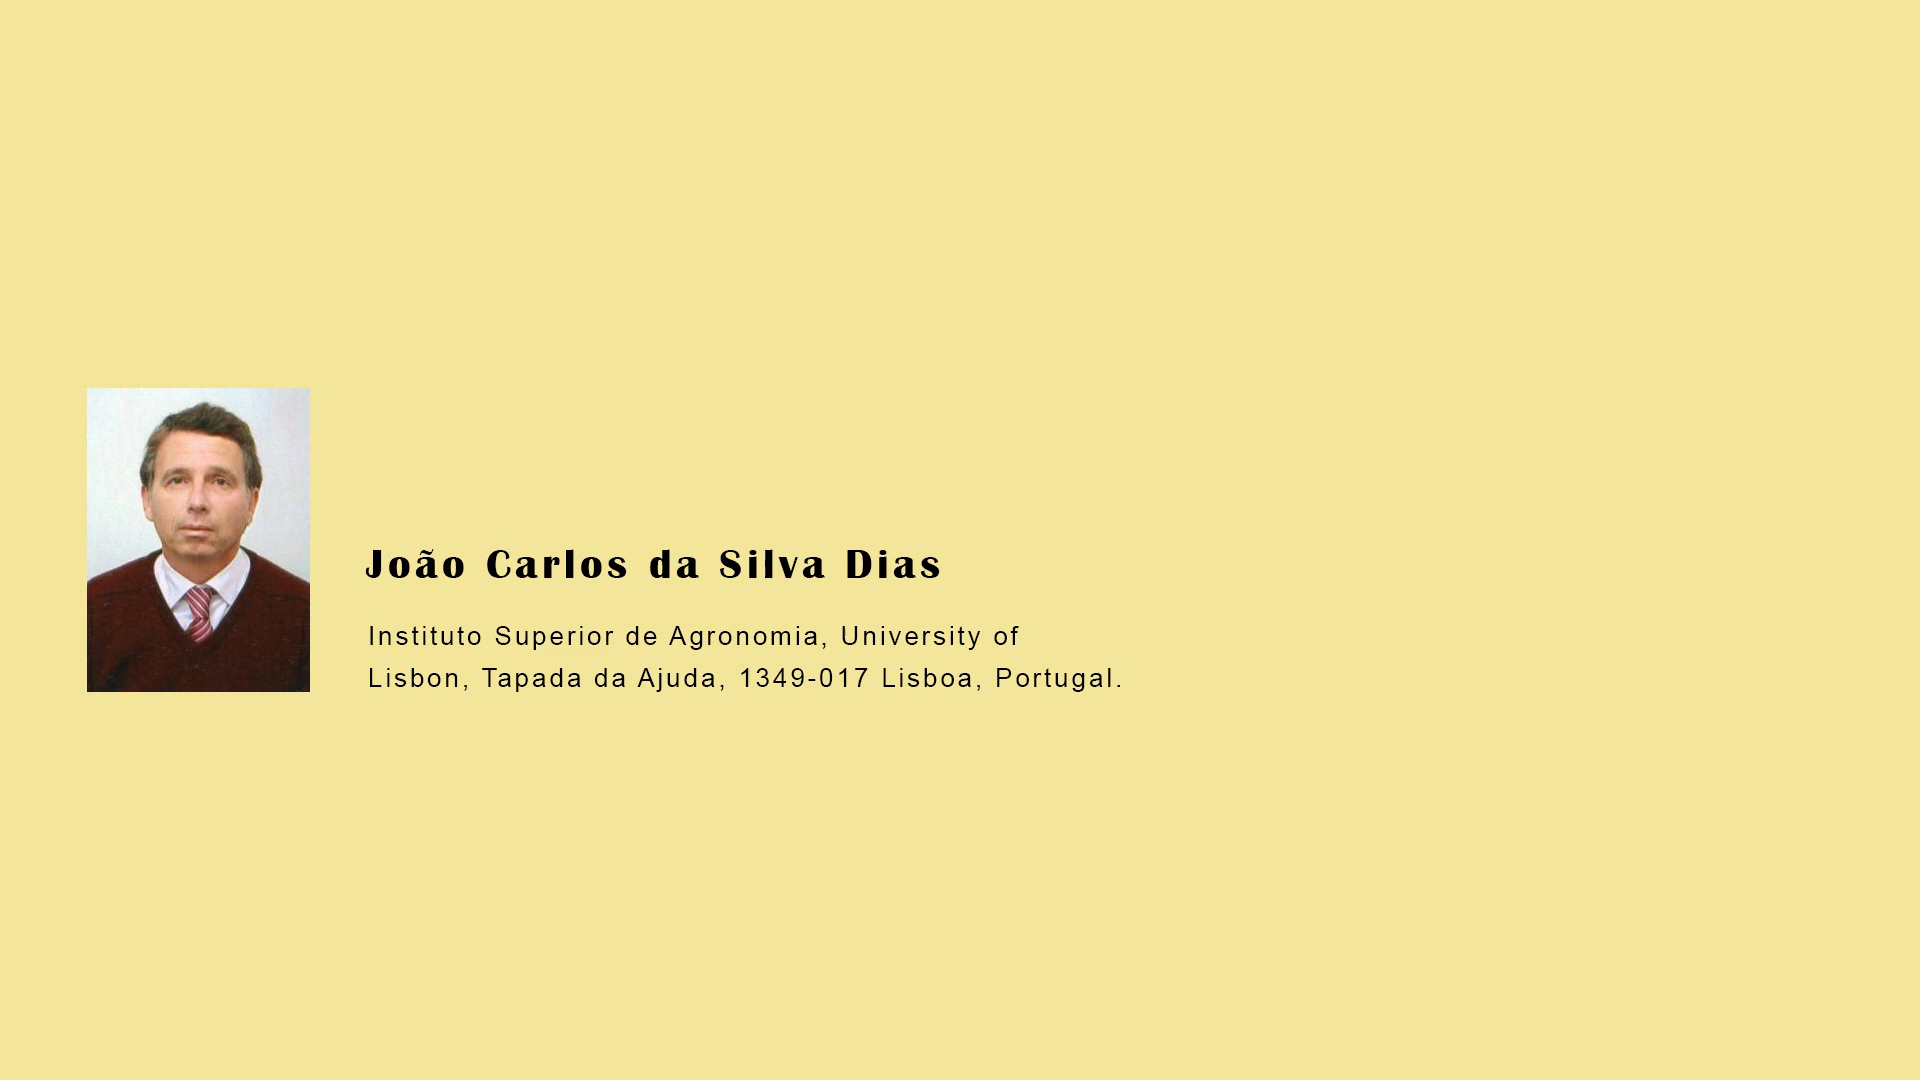 João Carlos da Silva Dias
Instituto Superior de Agronomia, University of
Lisbon, Tapada da Ajuda, 1349-017 Lisboa, Portugal.